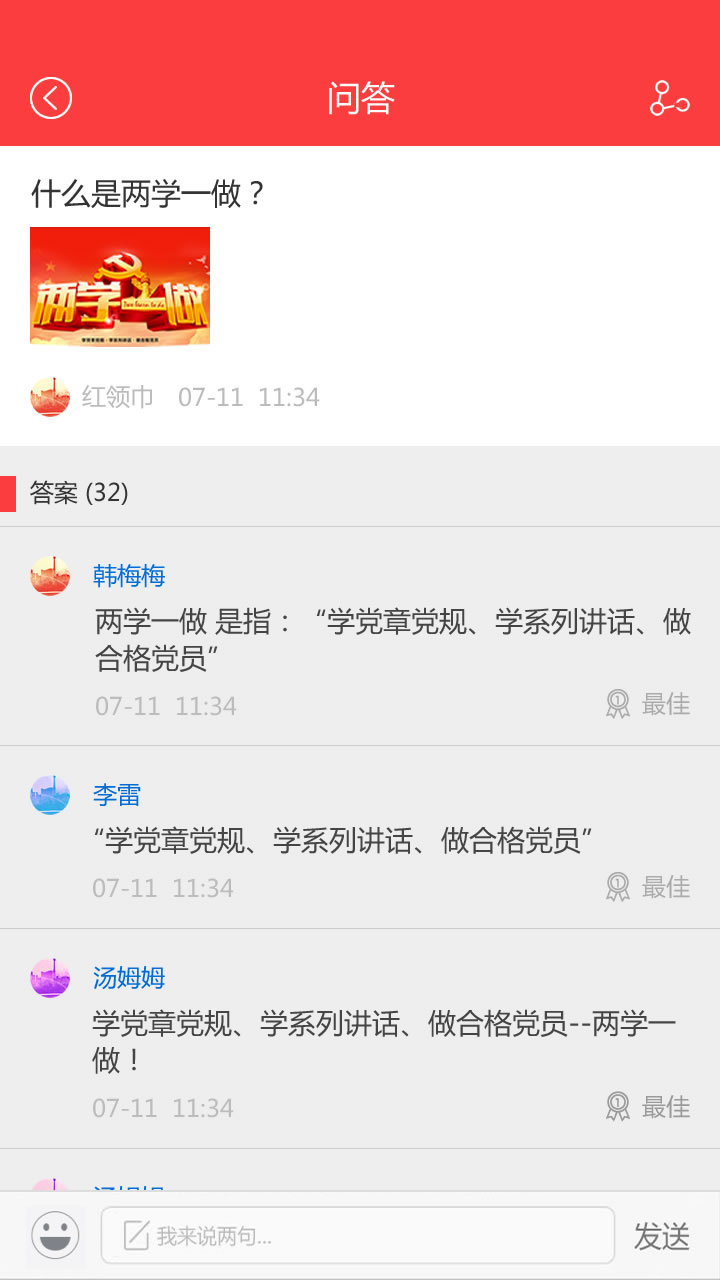 问答
什么是两学一做？
两学一做
红领巾 07-11 11:34
答案 (32)
韩梅梅
两学一做 是指：“学党章党规、学系列讲话、做
合格党员”
07-11 11:34 最佳
李雷
“学党章党规、学系列讲话、做合格党员”
07-11 11:34 最佳
汤姆姆
学党章党规、学系列讲话、做合格党员--两学一
做！
07-11 11:34 最佳
我来说两句... 发送